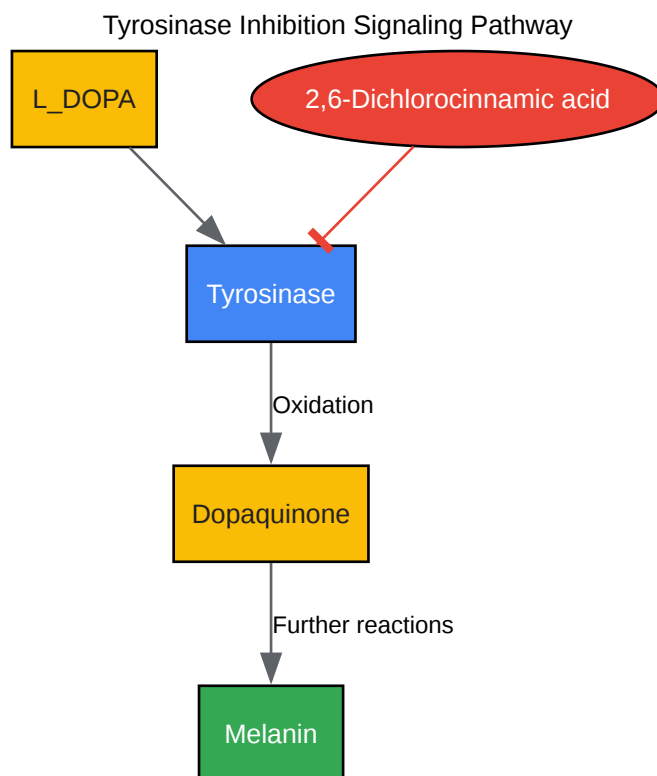 Tyrosinase Inhibition Signaling Pathway
L_DOPA
2,6-Dichlorocinnamic acid
Tyrosinase
Oxidation
Dopaquinone
Further reactions
Melanin